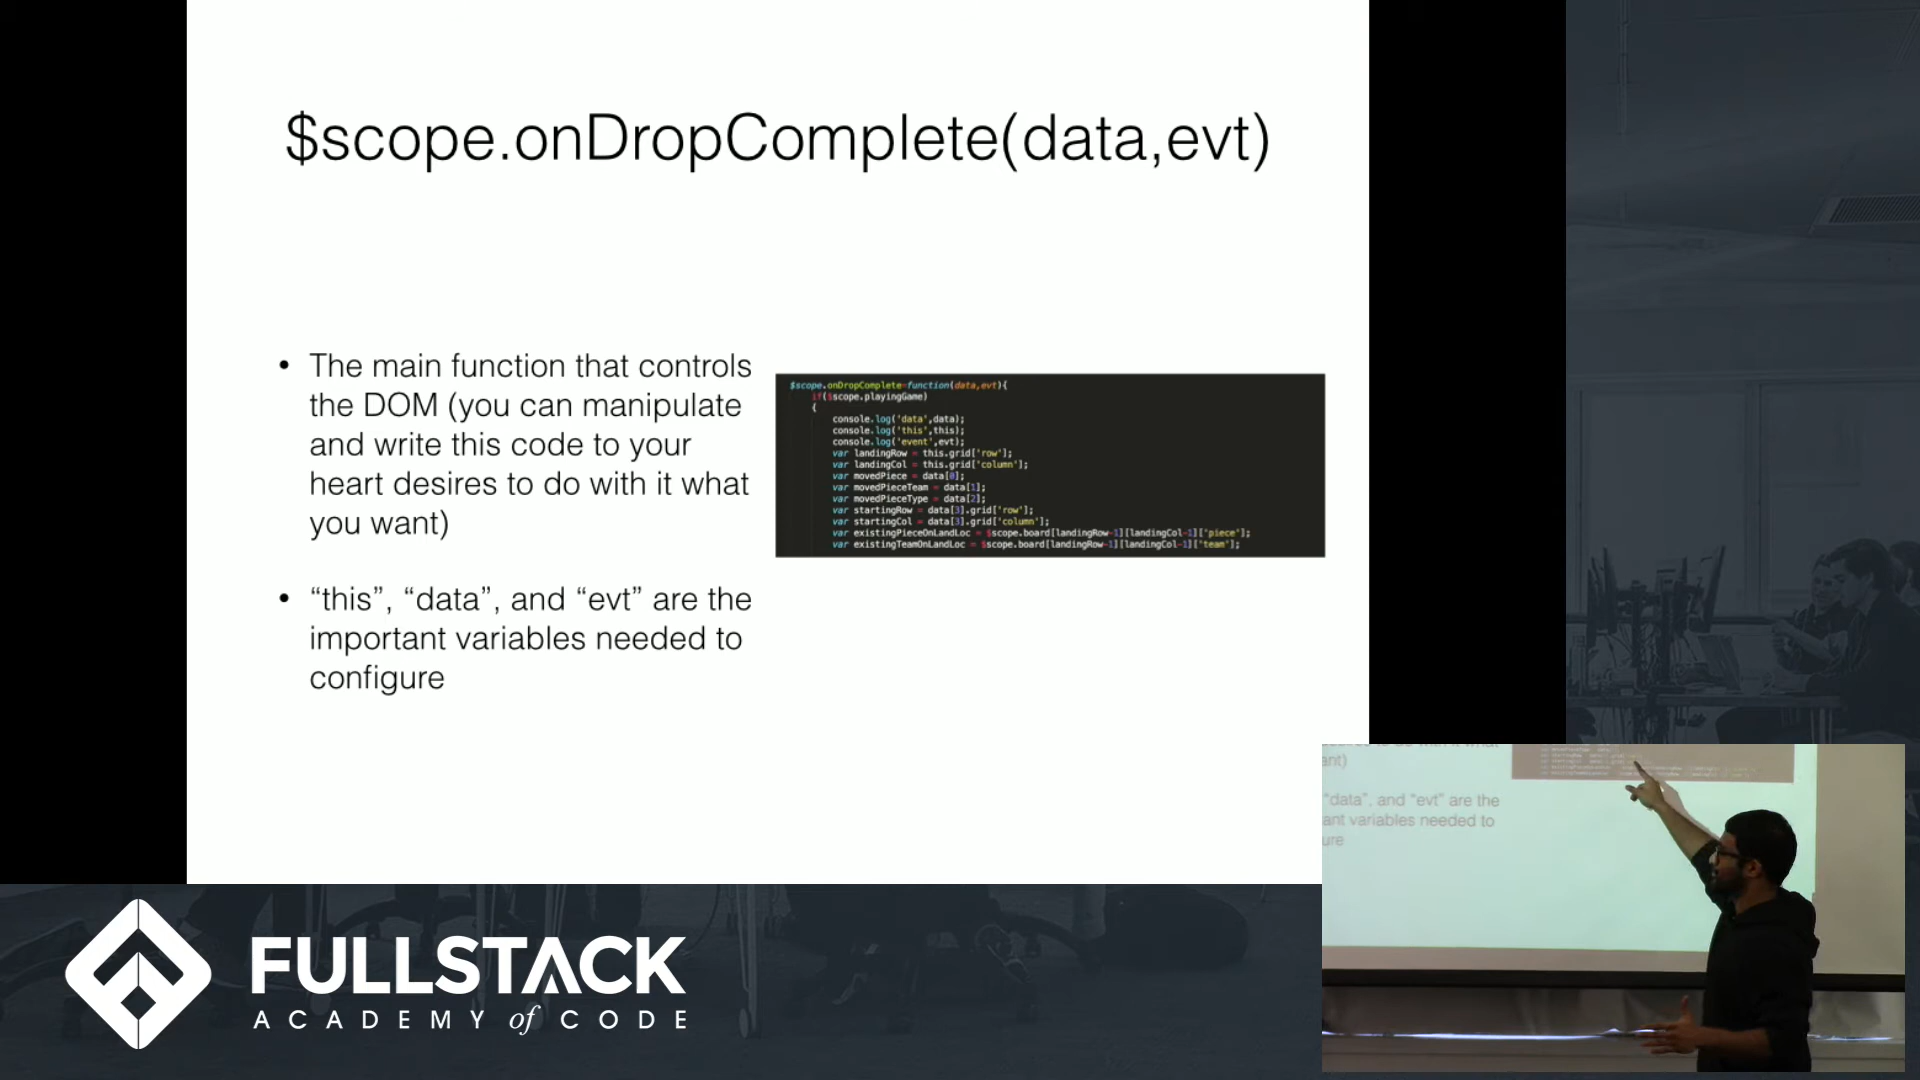 $scope.onDropComplete(data,evt)
• The main function that controls
the DOM (you can manipulate
and write this code to your
heart desires to do with it what
you want)
• “this”, “data”, and “evt” are the
important variables needed to
configure
$scope.onDropComplete=function(data,evt){
if($scope.playingGame)
{
console.log('data',data);
console.log('this',this);
console.log('event',evt);
var landingRow = this.grid['row'];
var landingCol = this.grid['column'];
var movedPiece = data[0];
var movedPieceTeam = data[1];
var movedPieceType = data[2];
var startingRow = data[3].grid['row'];
var startingCol = data[3].grid['column'];
var existingPieceOnLandLoc = $scope.board[landingRow-1][landingCol-1]['piece'];
var existingTeamOnLandLoc = $scope.board[landingRow-1][landingCol-1]['team'];
ant)
“data”, and “evt” are the
ant variables needed to
ure
FULLSTACK
ACADEMY of CODE